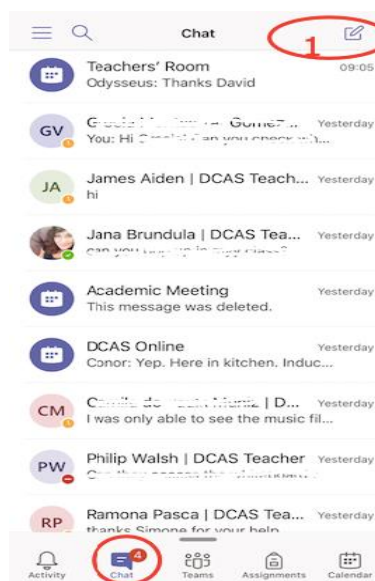 Chat
1
Teachers' Room 09:05
Odysseus: Thanks David
GV Yesterday
You: Hi
JA James Aiden | DCAS Teach... Yesterday
hi
Jana Brundula | DCAS Tea... Yesterday
can you
Academic Meeting Yesterday
This message was deleted.
DCAS Online Yesterday
Conor: Yep. Here in kitchen. Induc...
CM | D... Yesterday
I was only able to see the music fil...
PW Philip Walsh | DCAS Teacher Yesterday
RP Ramona Pasca | DCAS Tea... Yesterday
thanks Simone for your help
4
Activity Chat Teams Assignments Calendar